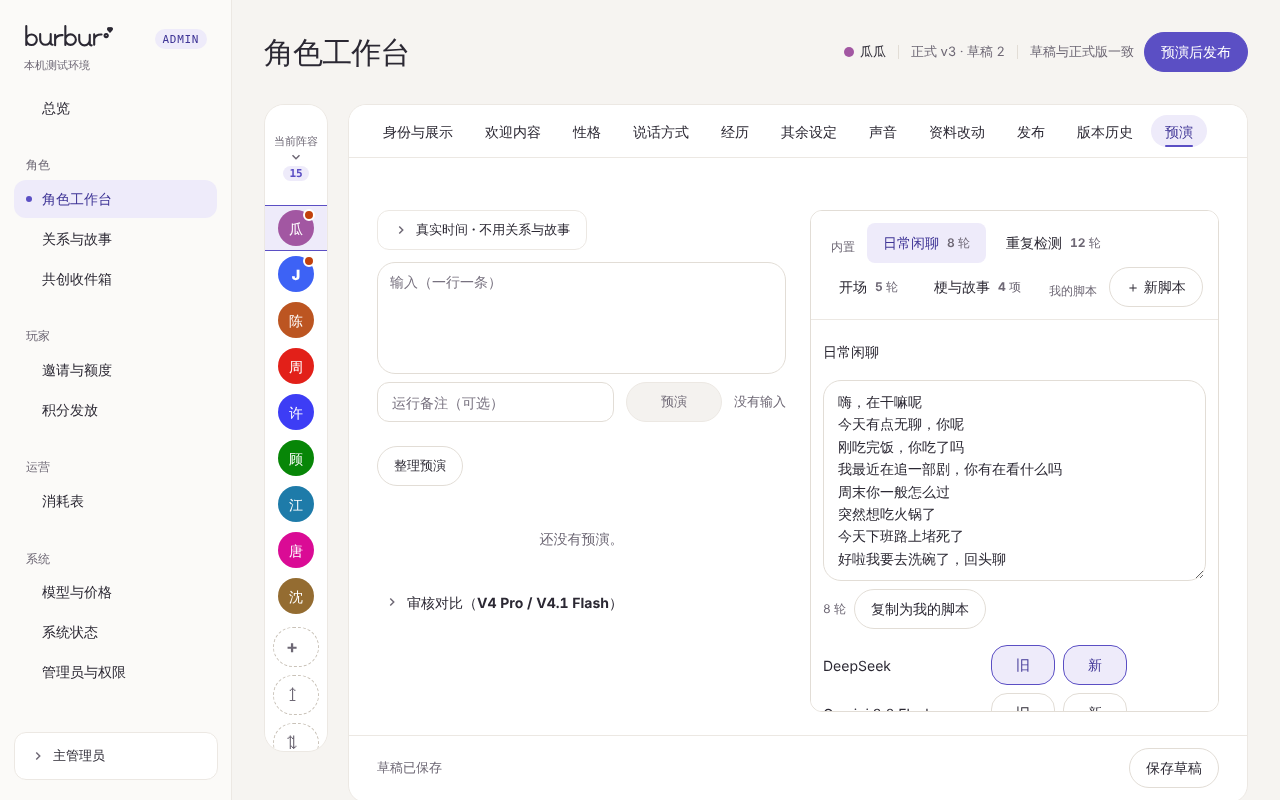 burbur
ADMIN
本机测试环境
总览
角色
角色工作台
关系与故事
共创收件箱
玩家
邀请与额度
积分发放
运营
消耗表
系统
模型与价格
系统状态
管理员与权限
主管理员
角色工作台
瓜瓜
正式 v3 · 草稿 2
草稿与正式版一致
预演后发布
当前阵容
15
瓜
J
陈
周
许
顾
江
唐
沈
+
身份与展示
欢迎内容
性格
说话方式
经历
其余设定
声音
资料改动
发布
版本历史
预演
真实时间 · 不用关系与故事
输入（一行一条）
运行备注（可选）
预演
没有输入
整理预演
还没有预演。
审核对比（V4 Pro / V4.1 Flash）
内置
日常闲聊 8 轮
重复检测 12 轮
开场 5 轮
梗与故事 4 项
我的脚本
＋ 新脚本
日常闲聊
嗨，在干嘛呢
今天有点无聊，你呢
刚吃完饭，你吃了吗
我最近在追一部剧，你有在看什么吗
周末你一般怎么过
突然想吃火锅了
今天下班路上堵死了
好啦我要去洗碗了，回头聊
8 轮
复制为我的脚本
DeepSeek
旧
新
旧
新
草稿已保存
保存草稿